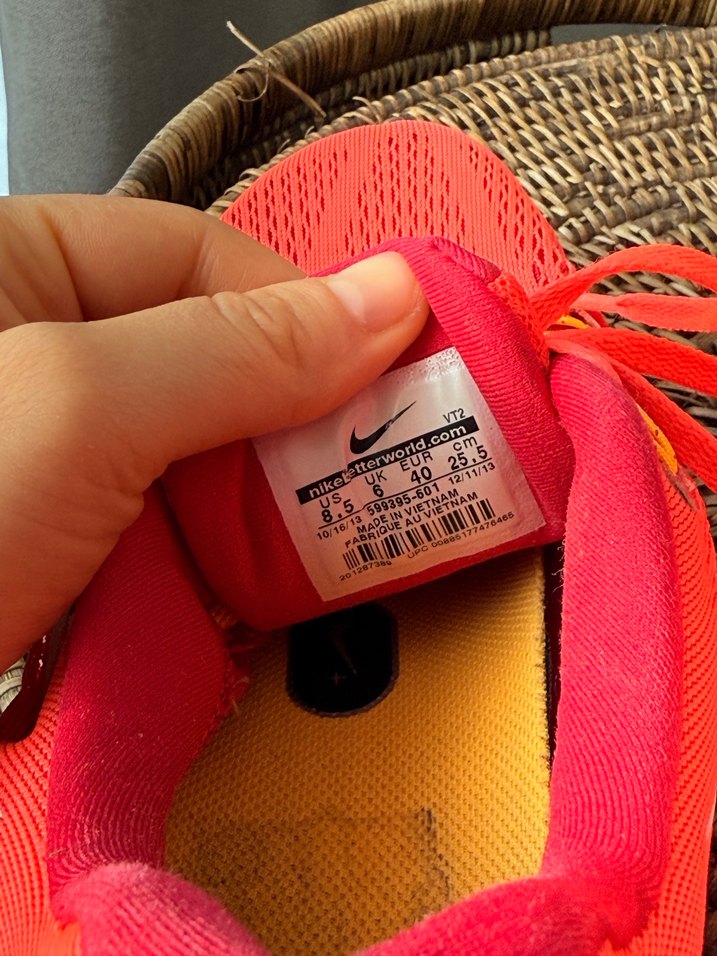 VT2
nikebetterworld.com
US UK EUR cm
8.5 6 40 25.5
10/16/13 599395-601 12/11/13
MADE IN VIETNAM
FABRIQUE AU VIETNAM
201287389 UPC 00885177476465